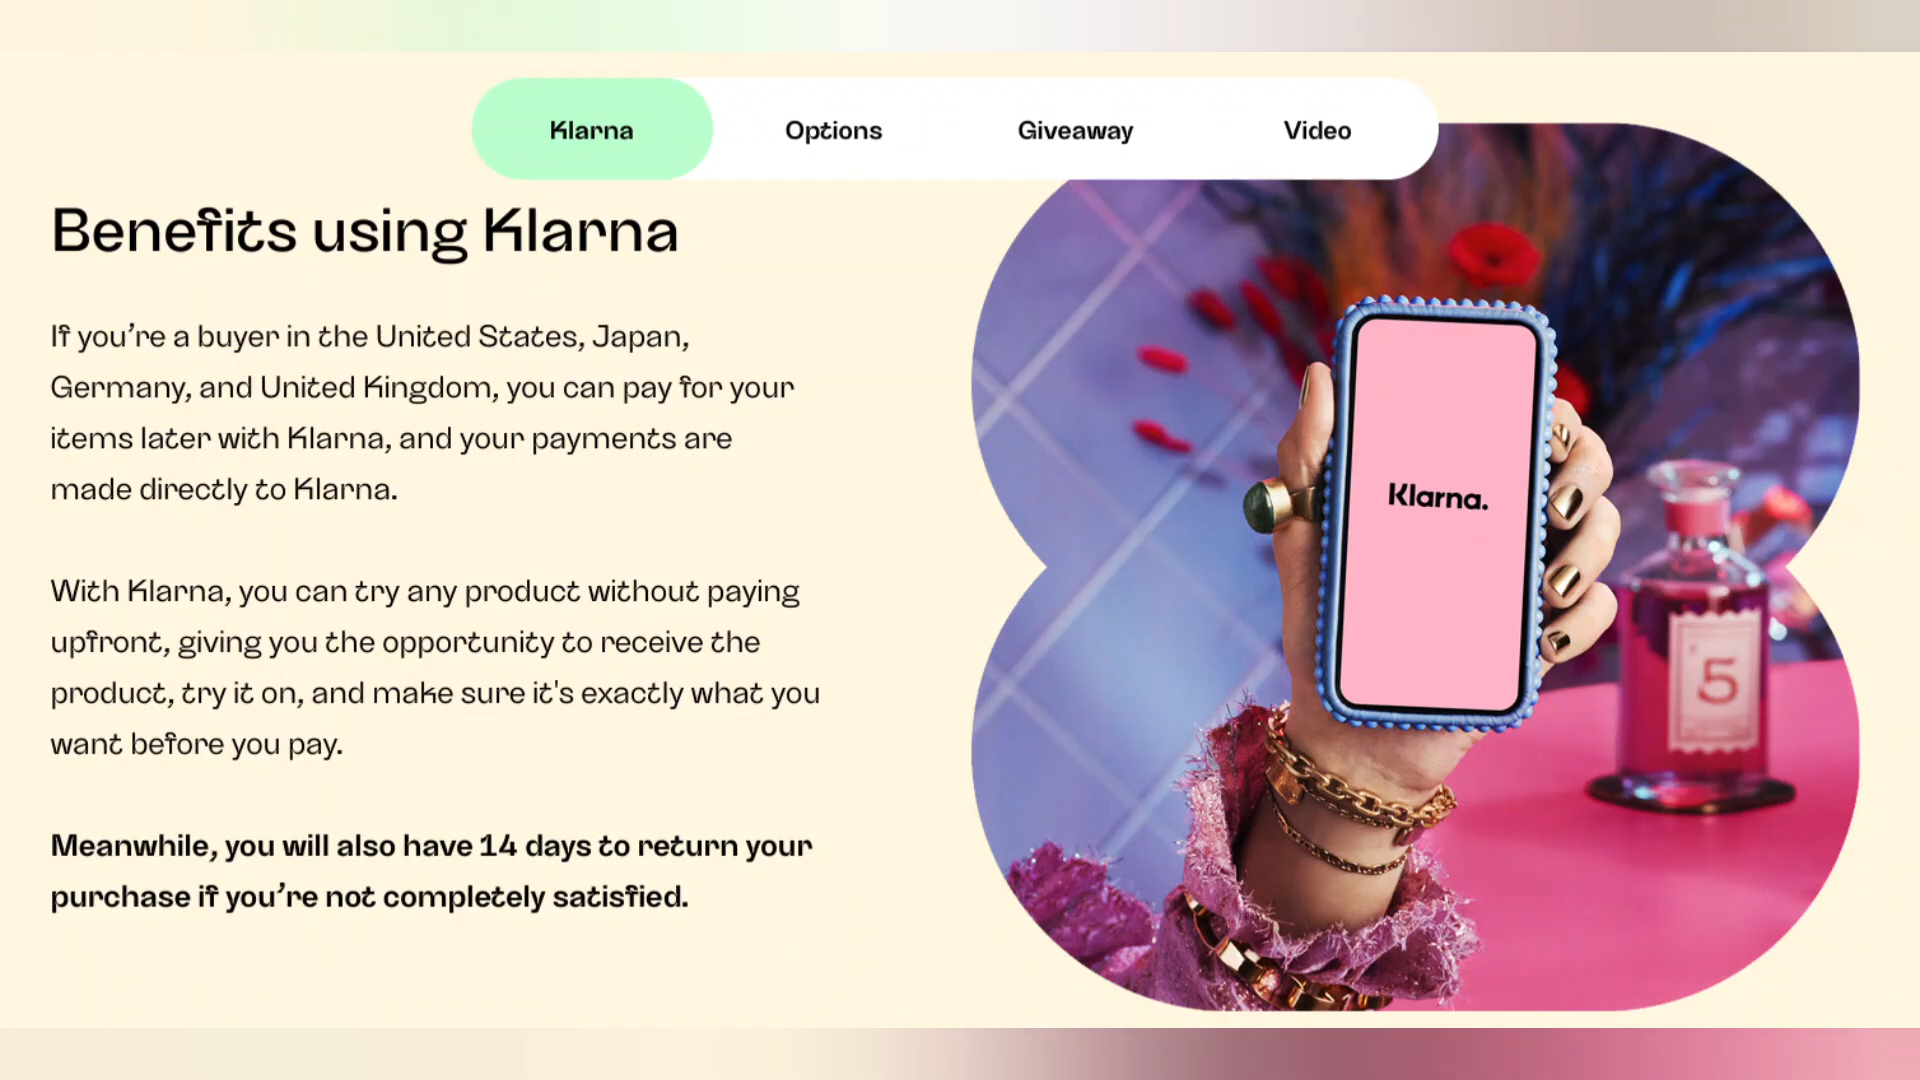 Klarna Options Giveaway Video
Benefits using Klarna
If you’re a buyer in the United States, Japan,
Germany, and United Kingdom, you can pay for your
items later with Klarna, and your payments are
made directly to Klarna.
With Klarna, you can try any product without paying
upfront, giving you the opportunity to receive the
product, try it on, and make sure it's exactly what you
want before you pay.
Meanwhile, you will also have 14 days to return your
purchase if you’re not completely satisfied.
Klarna.
5